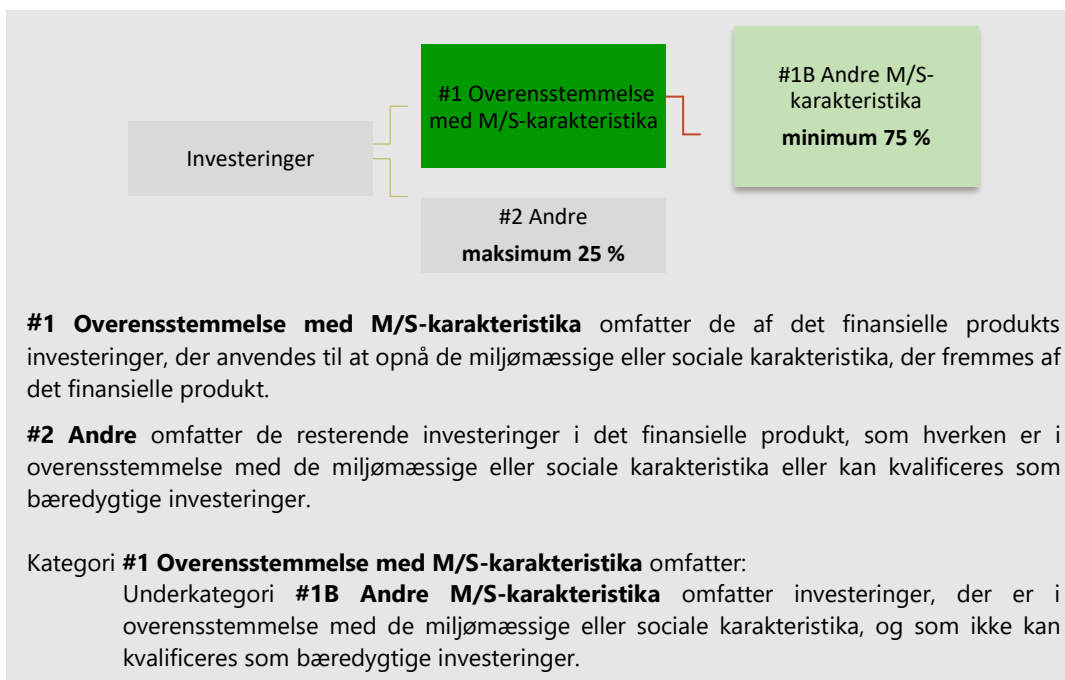 Investeringer
#1 Overensstemmelse
med M/S-karakteristika
#1B Andre M/S-
karakteristika
minimum 75 %
#2 Andre
maksimum 25 %
#1 Overensstemmelse med M/S-karakteristika omfatter de af det finansielle produkts
investeringer, der anvendes til at opnå de miljømæssige eller sociale karakteristika, der fremmes af
det finansielle produkt.
#2 Andre omfatter de resterende investeringer i det finansielle produkt, som hverken er i
overensstemmelse med de miljømæssige eller sociale karakteristika eller kan kvalificeres som
bæredygtige investeringer.
Kategori #1 Overensstemmelse med M/S-karakteristika omfatter:
Underkategori #1B Andre M/S-karakteristika omfatter investeringer, der er i
overensstemmelse med de miljømæssige eller sociale karakteristika, og som ikke kan
kvalificeres som bæredygtige investeringer.